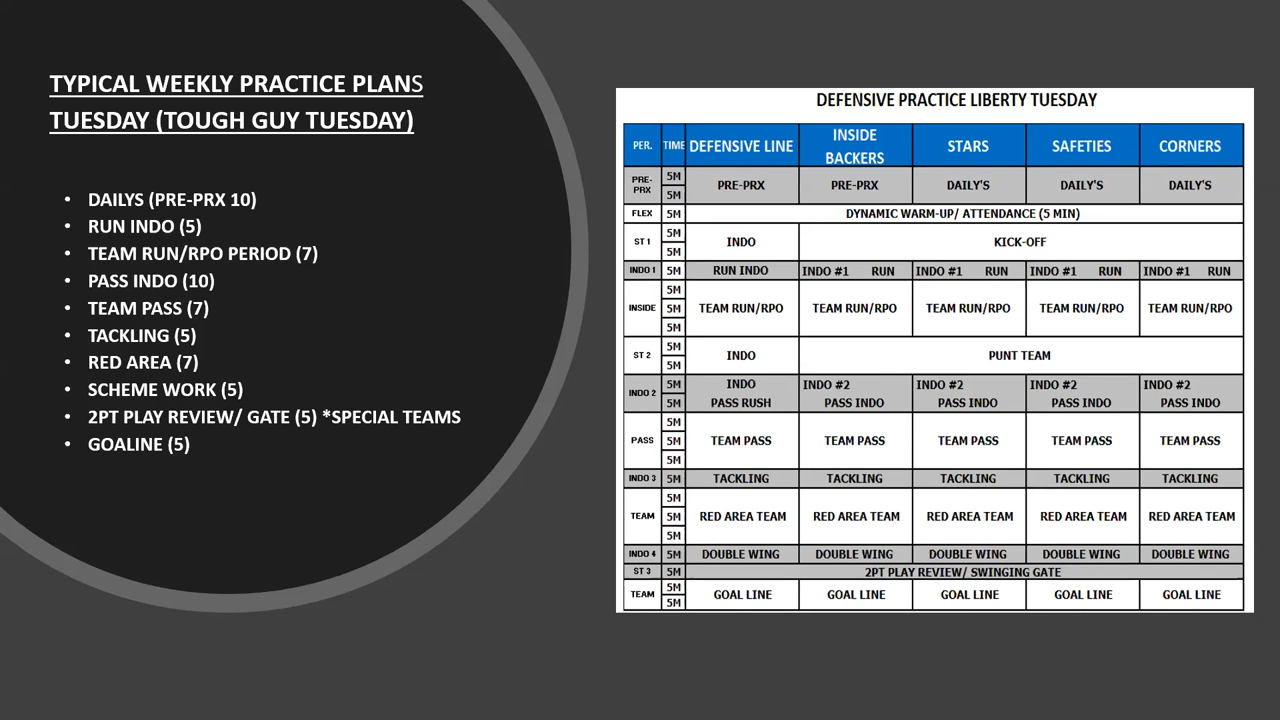 TYPICAL WEEKLY PRACTICE PLANS
TUESDAY (TOUGH GUY TUESDAY)
• DAILYS (PRE-PRX 10)
• RUN INDO (5)
• TEAM RUN/RPO PERIOD (7)
• PASS INDO (10)
• TEAM PASS (7)
• TACKLING (5)
• RED AREA (7)
• SCHEME WORK (5)
• 2PT PLAY REVIEW/ GATE (5) *SPECIAL TEAMS
• GOALINE (5)
DEFENSIVE PRACTICE LIBERTY TUESDAY
PER. TIME DEFENSIVE LINE INSIDE BACKERS STARS SAFETIES CORNERS
PRE-PRX 5M 5M PRE-PRX PRE-PRX DAILY'S DAILY'S DAILY'S
FLEX 5M DYNAMIC WARM-UP/ ATTENDANCE (5 MIN)
ST 1 5M 5M INDO KICK-OFF
INDO 1 5M RUN INDO INDO #1 RUN INDO #1 RUN INDO #1 RUN INDO #1 RUN
INSIDE 5M 5M 5M TEAM RUN/RPO TEAM RUN/RPO TEAM RUN/RPO TEAM RUN/RPO TEAM RUN/RPO
ST 2 5M 5M INDO PUNT TEAM
INDO 2 5M INDO INDO #2 INDO #2 INDO #2 INDO #2
5M PASS RUSH PASS INDO PASS INDO PASS INDO PASS INDO
PASS 5M 5M 5M TEAM PASS TEAM PASS TEAM PASS TEAM PASS TEAM PASS
INDO 3 5M TACKLING TACKLING TACKLING TACKLING TACKLING
TEAM 5M 5M 5M RED AREA TEAM RED AREA TEAM RED AREA TEAM RED AREA TEAM RED AREA TEAM
INDO 4 5M DOUBLE WING DOUBLE WING DOUBLE WING DOUBLE WING DOUBLE WING
ST 3 5M 2PT PLAY REVIEW/ SWINGING GATE
TEAM 5M 5M GOAL LINE GOAL LINE GOAL LINE GOAL LINE GOAL LINE